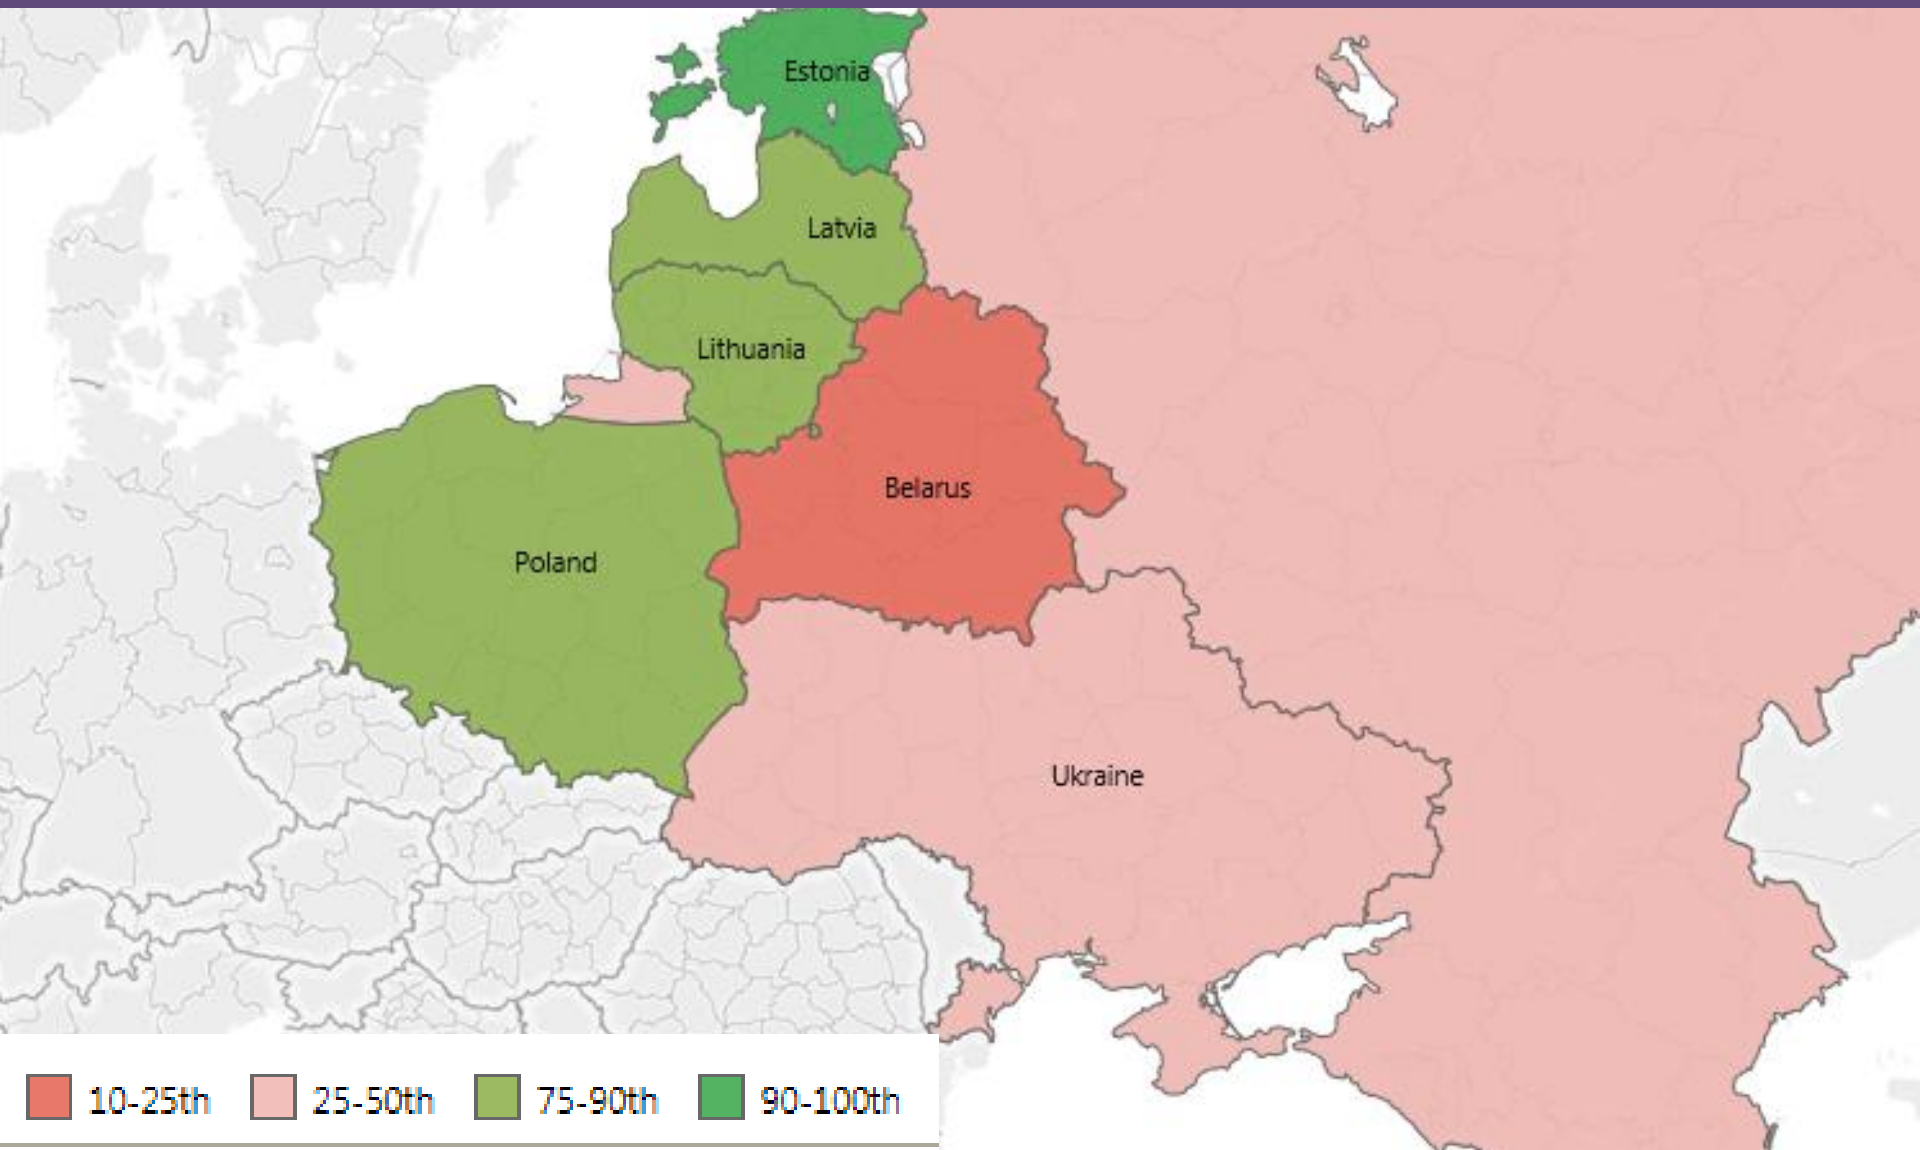 Estonia
Latvia
Lithuania
Belarus
Poland
Ukraine
10-25th 25-50th 75-90th 90-100th